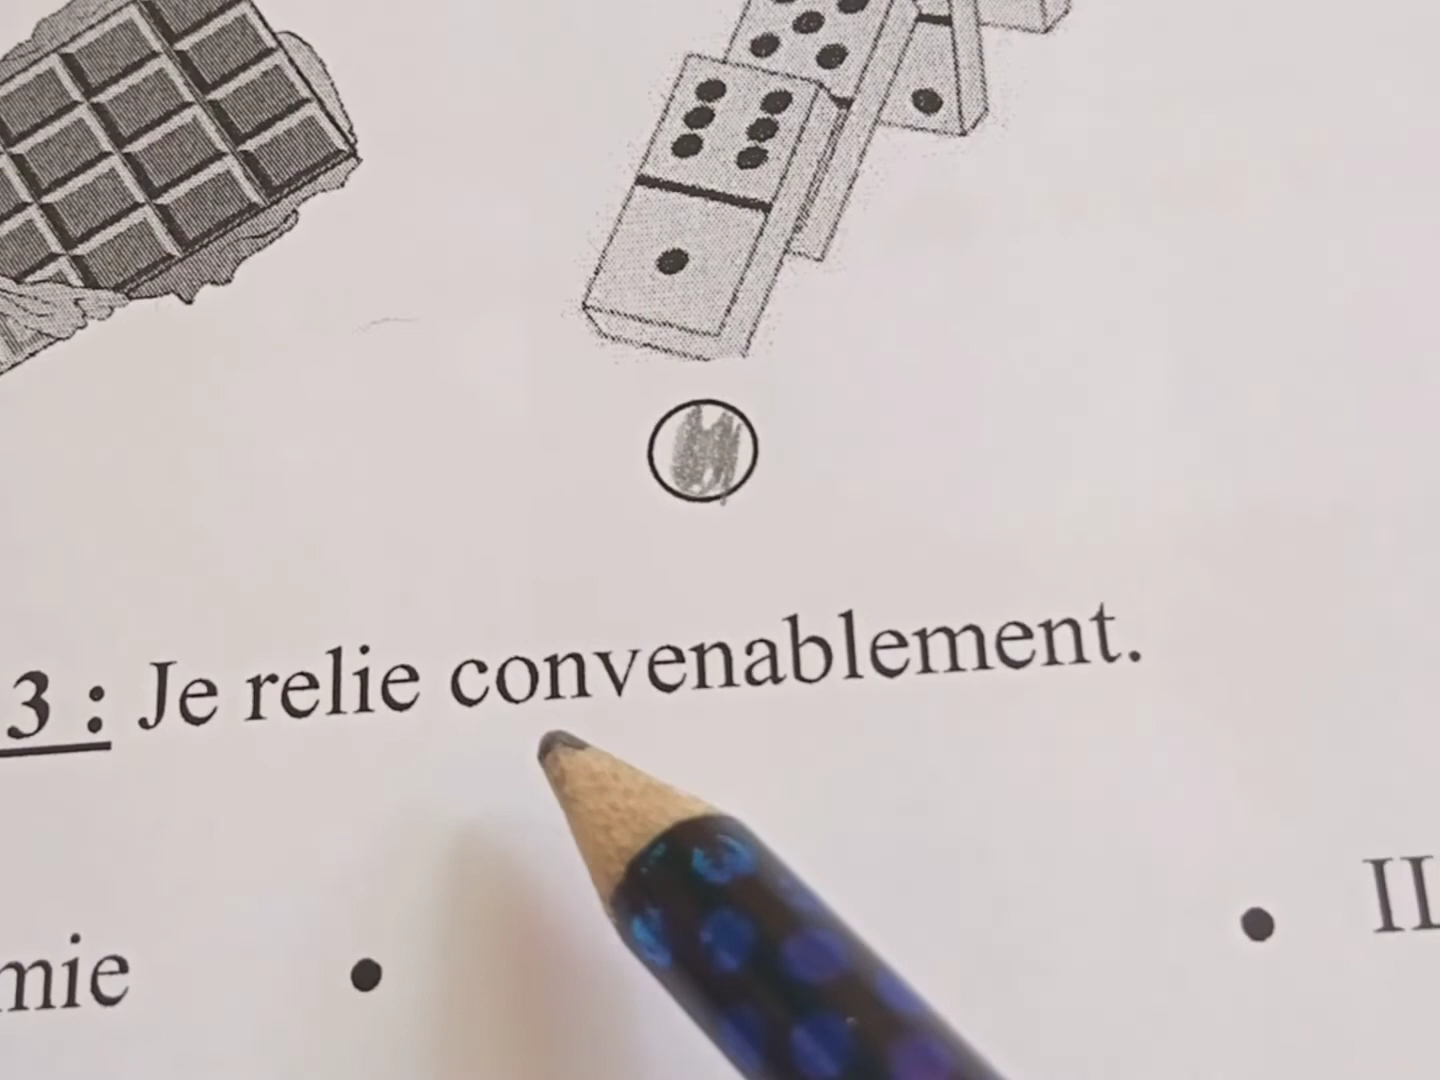 3 : Je relie convenablement.
mie • • IL